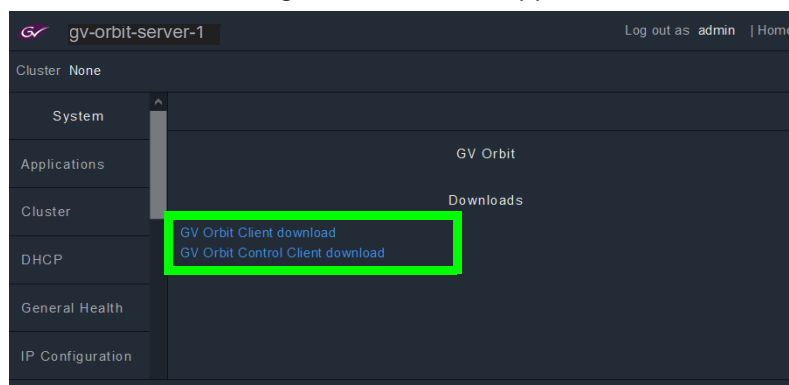 GV gv-orbit-server-1 Log out as admin | Home
Cluster None
System
Applications
Cluster
DHCP
General Health
IP Configuration
GV Orbit
Downloads
GV Orbit Client download
GV Orbit Control Client download